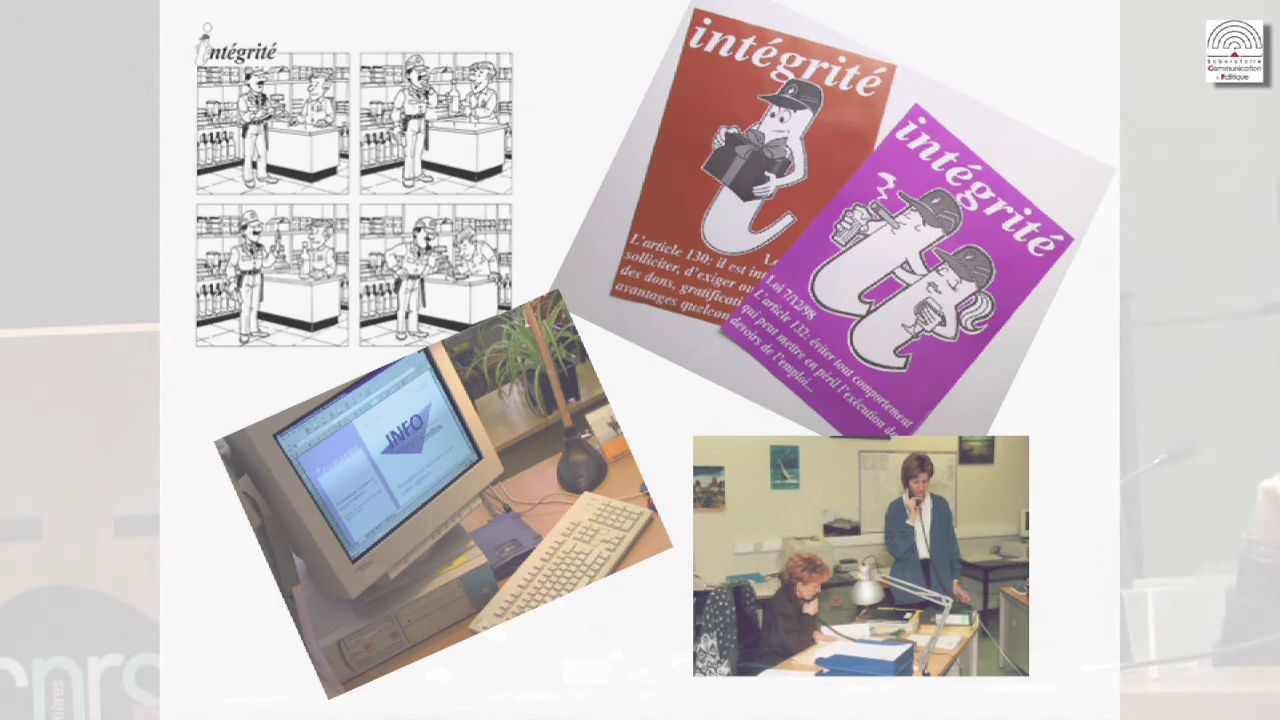 intégrité
intégrité
L'article 130: il est int
solliciter, d'exiger ou
des dons, gratificati
avantages quelcon
intégrité
Loi 7/12/98
L'article 132: éviter tout comportement
qui peut mettre en péril l'exécution de
devoirs de l'emploi...
INFO
Laboratoire
Communication
& Politique
cnrs